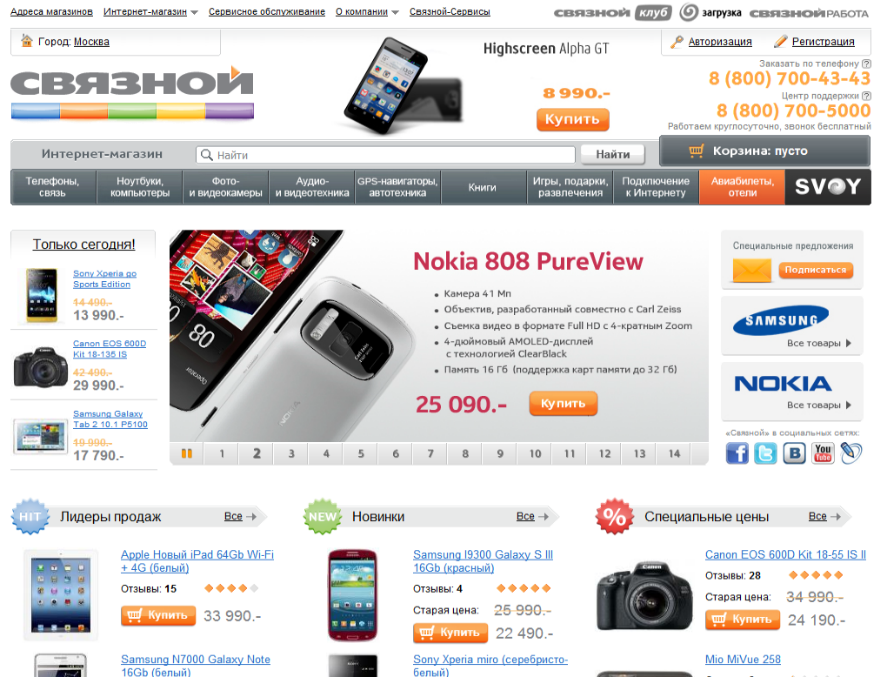 Адреса магазинов Интернет-магазин Сервисное обслуживание О компании Связной-Сервисы
СВЯЗНОЙ клуб загрузка СВЯЗНОЙ РАБОТА
Город: Москва
Highscreen Alpha GT
8 990.-
Купить
Авторизация Регистрация
Заказать по телефону ?
8 (800) 700-43-43
Центр поддержки ?
8 (800) 700-5000
Работаем круглосуточно, звонок бесплатный
СВЯЗНОЙ
Интернет-магазин Найти Найти Корзина: пусто
Телефоны, связь
Ноутбуки, компьютеры
Фото- и видеокамеры
Аудио- и видеотехника
GPS-навигаторы, автотехника
Книги
Игры, подарки, развлечения
Подключение к Интернету
Авиабилеты, отели
SVOY
Только сегодня!
Sony Xperia go
Sports Edition
14 490.-
13 990.-
Canon EOS 600D
Kit 18-135 IS
42 490.-
29 990.-
Samsung Galaxy
Tab 2 10.1 P5100
19 990.-
17 790.-
Nokia 808 PureView
• Камера 41 Мп
• Объектив, разработанный совместно с Carl Zeiss
• Съемка видео в формате Full HD с 4-кратным Zoom
• 4-дюймовый AMOLED-дисплей
с технологией ClearBlack
• Память 16 Гб (поддержка карт памяти до 32 Гб)
25 090.- Купить
1 2 3 4 5 6 7 8 9 10 11 12 13 14
Специальные предложения
Подписаться
SAMSUNG
Все товары
NOKIA
Все товары
«Связной» в социальных сетях:
f t B You Tube
HIT Лидеры продаж Все →
NEW Новинки Все →
% Специальные цены Все →
Apple Новый iPad 64Gb Wi-Fi
+ 4G (белый)
Отзывы: 15
Купить 33 990.-
Samsung N7000 Galaxy Note
16Gb (белый)
Samsung I9300 Galaxy S III
16Gb (красный)
Отзывы: 4
Старая цена: 25 990.-
Купить 22 490.-
Sony Xperia miro (серебристо-
белый)
Canon EOS 600D Kit 18-55 IS II
Отзывы: 28
Старая цена: 34 990.-
Купить 24 190.-
Mio MiVue 258